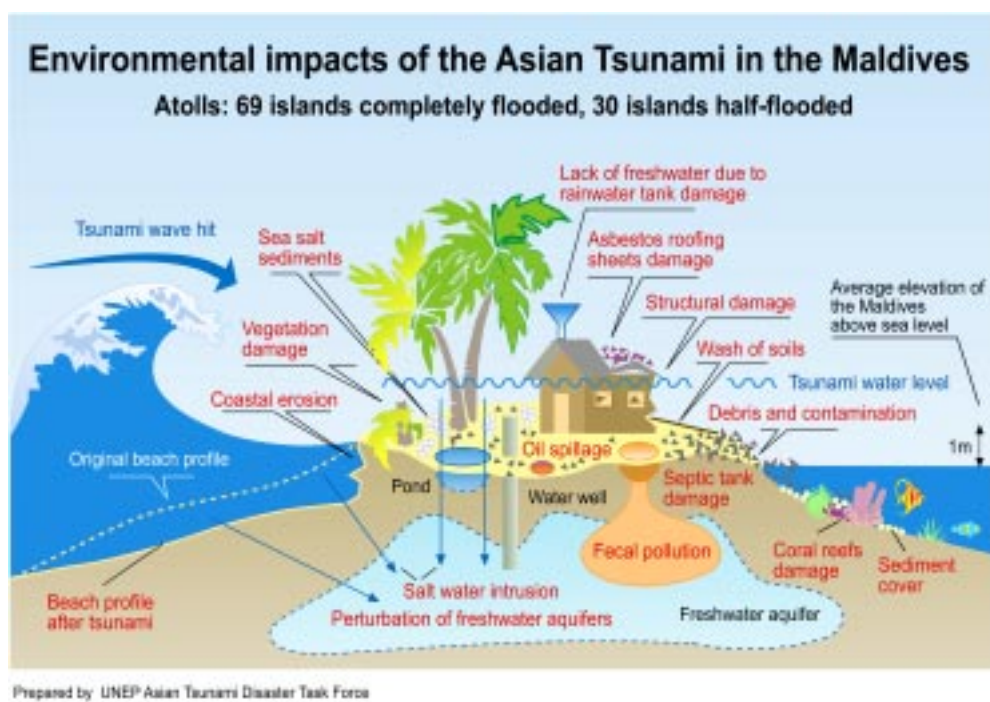 Environmental impacts of the Asian Tsunami in the Maldives
Atolls: 69 islands completely flooded, 30 islands half-flooded
Lack of freshwater due to
rainwater tank damage
Tsunami wave hit
Sea salt
sediments
Asbestos roofing
sheets damage
Average elevation of
the Maldives
above sea level
Structural damage
Vegetation
damage
Wash of soils
Tsunami water level
Coastal erosion
Debris and contamination
Original beach profile
Oil spillage
1m
Pond
Water well
Septic tank
damage
Fecal pollution
Coral reefs
damage
Sediment
cover
Salt water intrusion
Beach profile
after tsunami
Perturbation of freshwater aquifers
Freshwater aquifer
Prepared by UNEP Asian Tsunami Disaster Task Force